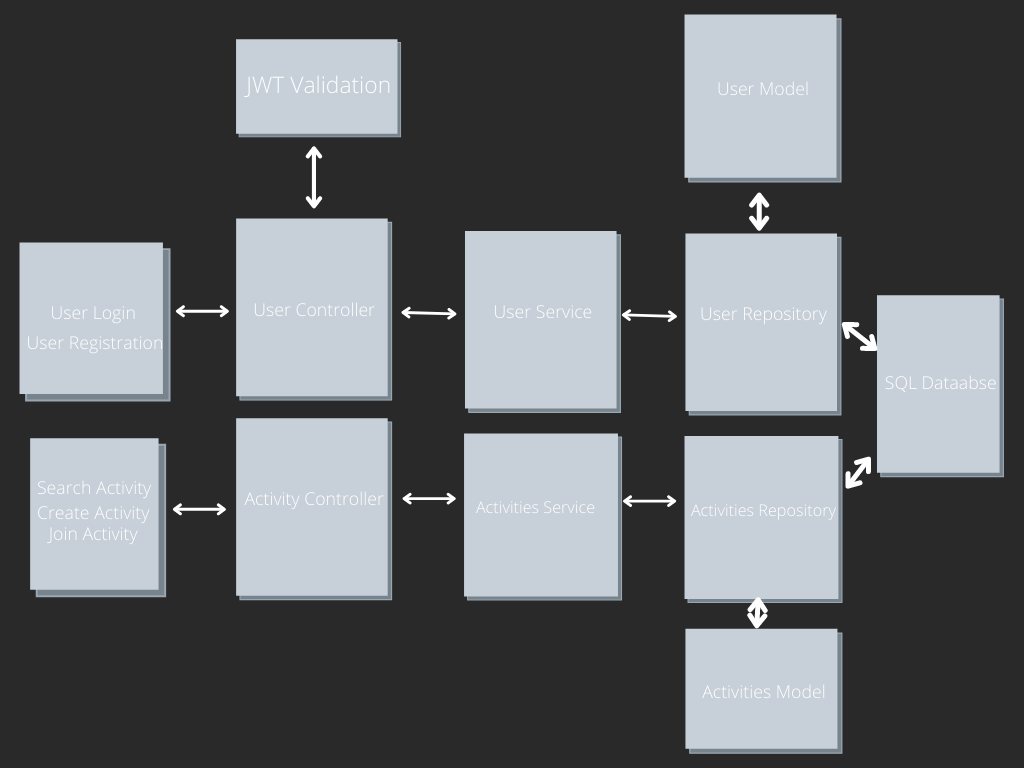 JWT Validation
User Model
User Login
User Registration
User Controller
User Service
User Repository
SQL Dataabse
Search Activity
Create Activity
Join Activity
Activity Controller
Activities Service
Activities Repository
Activities Model